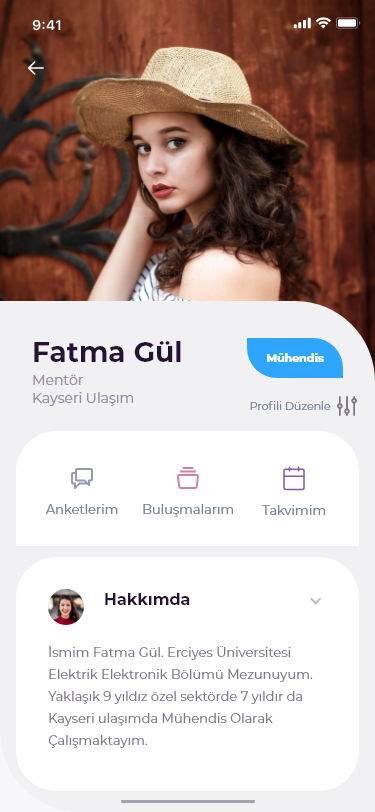 9:41
Fatma Gül
Mühendis
Mentör
Kayseri Ulaşım
Profili Düzenle
Anketlerim
Buluşmalarım
Takvimim
Hakkımda
İsmim Fatma Gül. Erciyes Üniversitesi
Elektrik Elektronik Bölümü Mezunuyum.
Yaklaşık 9 yıldız özel sektörde 7 yıldır da
Kayseri ulaşımda Mühendis Olarak
Çalışmaktayım.